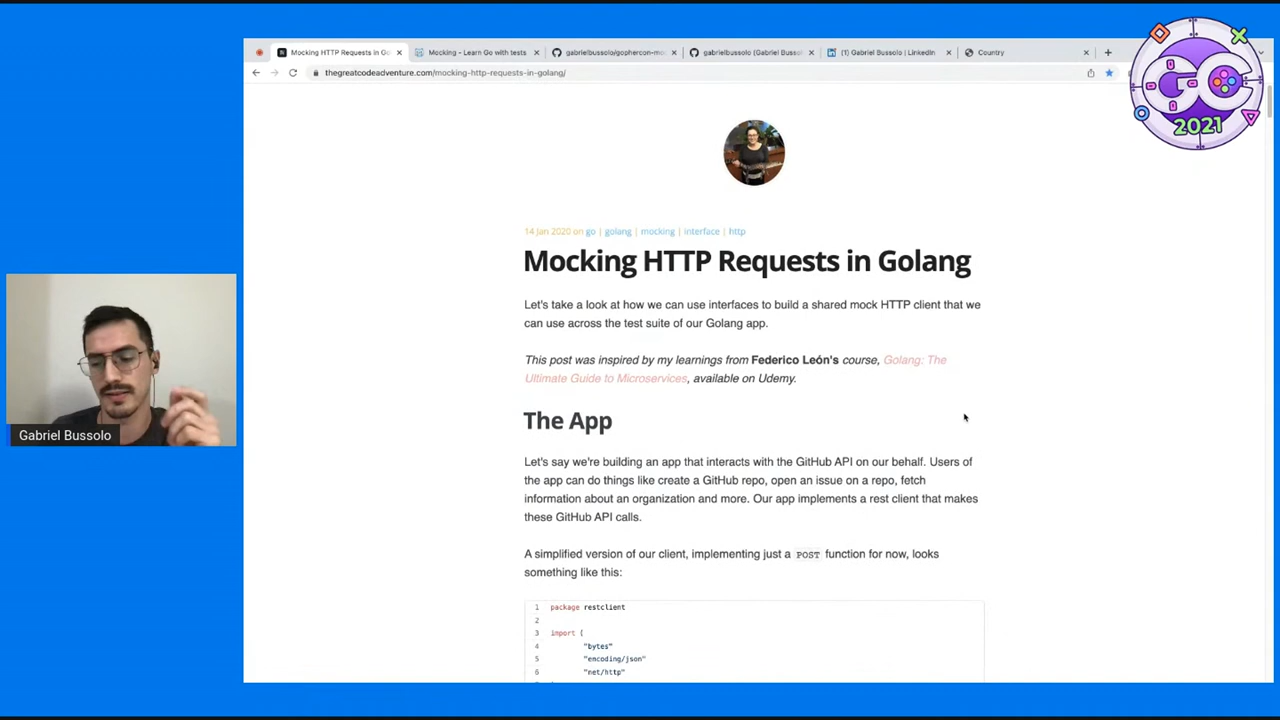 Mocking HTTP Requests in Go
Mocking - Learn Go with tests
gabrielbussolo/gophercon-mo
gabrielbussolo (Gabriel Busso
(1) Gabriel Bussolo | LinkedIn
Country
thegreatcodeadventure.com/mocking-http-requests-in-golang/
GC
2021
14 Jan 2020 on go | golang | mocking | interface | http
Mocking HTTP Requests in Golang
Let's take a look at how we can use interfaces to build a shared mock HTTP client that we
can use across the test suite of our Golang app.
This post was inspired by my learnings from Federico León's course, Golang: The
Ultimate Guide to Microservices, available on Udemy.
The App
Let's say we're building an app that interacts with the GitHub API on our behalf. Users of
the app can do things like create a GitHub repo, open an issue on a repo, fetch
information about an organization and more. Our app implements a rest client that makes
these GitHub API calls.
A simplified version of our client, implementing just a POST function for now, looks
something like this:
1 package restclient
2
3 import (
4 "bytes"
5 "encoding/json"
6 "net/http"
Gabriel Bussolo